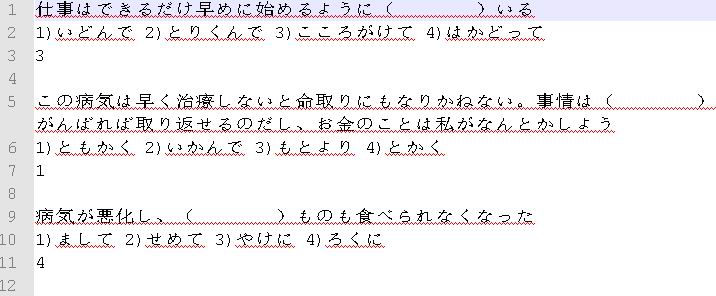 1 仕事はできるだけ早めに始めるように（　　　　）いる
2 1)いどんで 2)とりくんで 3)こころがけて 4)はかどって
3 3
4
5 この病気は早く治療しないと命取りにもなりかねない。事情は（　　　　）
がんばれば取り返せるのだし、お金のことは私がなんとかしよう
6 1)ともかく 2)いかんで 3)もとより 4)とかく
7 1
8
9 病気が悪化し、（　　　　）ものも食べられなくなった
10 1)まして 2)せめて 3)やけに 4)ろくに
11 4
12